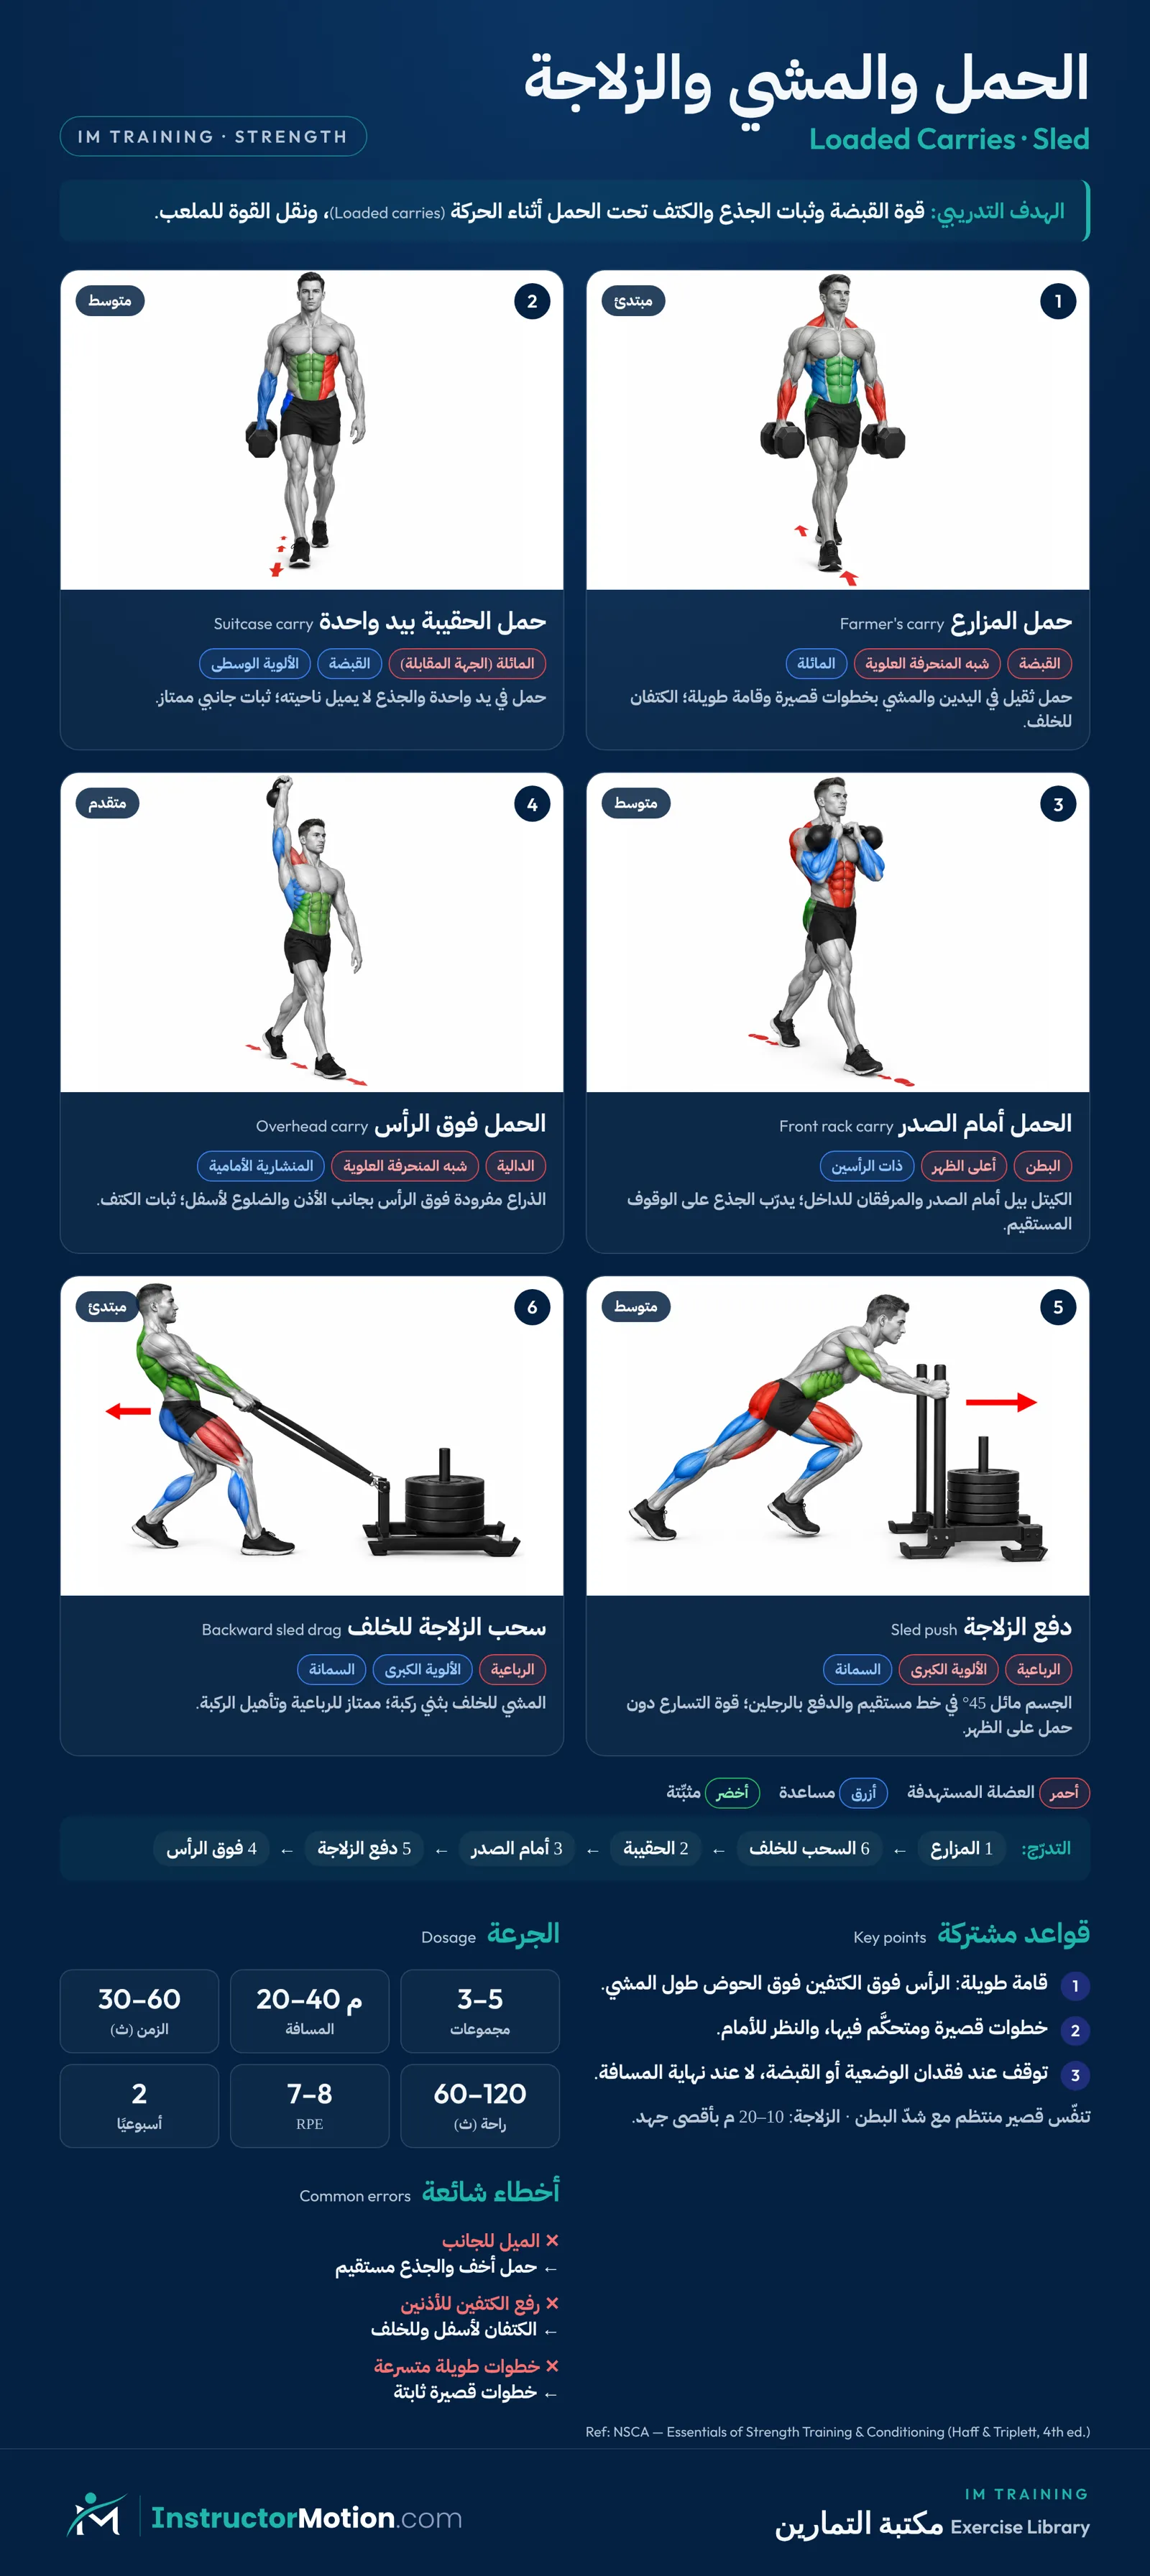 الحمل والمشي والزلاجة
Loaded Carries · Sled
IM TRAINING · STRENGTH
الهدف التدريبي: قوة القبضة وثبات الجذع والكتف تحت الحمل أثناء الحركة (Loaded carries)، ونقل القوة للملعب.
1
مبتدئ
حمل المزارع Farmer's carry
القبضة شبه المنحرفة العلوية المائلة
حمل ثقيل في اليدين والمشي بخطوات قصيرة وقامة طويلة؛ الكتفان
للخلف.
2
متوسط
حمل الحقيبة بيد واحدة Suitcase carry
المائلة (الجهة المقابلة) القبضة الألوية الوسطى
حمل في يد واحدة والجذع لا يميل ناحيته؛ ثبات جانبي ممتاز.
3
متوسط
الحمل أمام الصدر Front rack carry
البطن أعلى الظهر ذات الرأسين
الكيتل بيل أمام الصدر والمرفقان للداخل؛ يدرّب الجذع على الوقوف
المستقيم.
4
متقدم
الحمل فوق الرأس Overhead carry
الدالية شبه المنحرفة العلوية المنشارية الأمامية
الذراع مفرودة فوق الرأس بجانب الأذن والضلوع لأسفل؛ ثبات الكتف.
5
متوسط
دفع الزلاجة Sled push
الرباعية الألوية الكبرى السمانة
الجسم مائل 45° في خط مستقيم والدفع بالرجلين؛ قوة التسارع دون
حمل على الظهر.
6
مبتدئ
سحب الزلاجة للخلف Backward sled drag
الرباعية الألوية الكبرى السمانة
المشي للخلف بثني ركبة؛ ممتاز للرباعية وتأهيل الركبة.
أحمر العضلة المستهدفة أزرق مساعدة أخضر مثبّتة
التدرّج: 1 المزارع ← 6 السحب للخلف ← 2 الحقيبة ← 3 أمام الصدر ← 5 دفع الزلاجة ← 4 فوق الرأس
قواعد مشتركة Key points
1 قامة طويلة: الرأس فوق الكتفين فوق الحوض طول المشي.
2 خطوات قصيرة ومتحكَّم فيها، والنظر للأمام.
3 توقف عند فقدان الوضعية أو القبضة، لا عند نهاية المسافة.
تنفّس قصير منتظم مع شدّ البطن · الزلاجة: 10–20 م بأقصى جهد.
الجرعة Dosage
3–5
مجموعات
20–40 م
المسافة
30–60
الزمن (ث)
60–120
راحة (ث)
7–8
RPE
2
أسبوعيًا
أخطاء شائعة Common errors
✕ الميل للجانب
← حمل أخف والجذع مستقيم
✕ رفع الكتفين للأذنين
← الكتفان لأسفل وللخلف
✕ خطوات طويلة متسرعة
← خطوات قصيرة ثابتة
Ref: NSCA — Essentials of Strength Training & Conditioning (Haff & Triplett, 4th ed.)
IM TRAINING
مكتبة التمارين Exercise Library
InstructorMotion.com